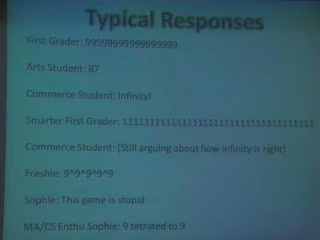 Typical Responses
First Grader: 99999999999999999
Arts Student: 87
Commerce Student: Infinity!
Smarter First Grader: 1111111111111111111111111111111111111
Commerce Student: (Still arguing about how infinity is right)
Freshie: 9^9^9^9^9
Sophie: This game is stupid
MA/CS Enthu Sophie: 9 tetrated to 9